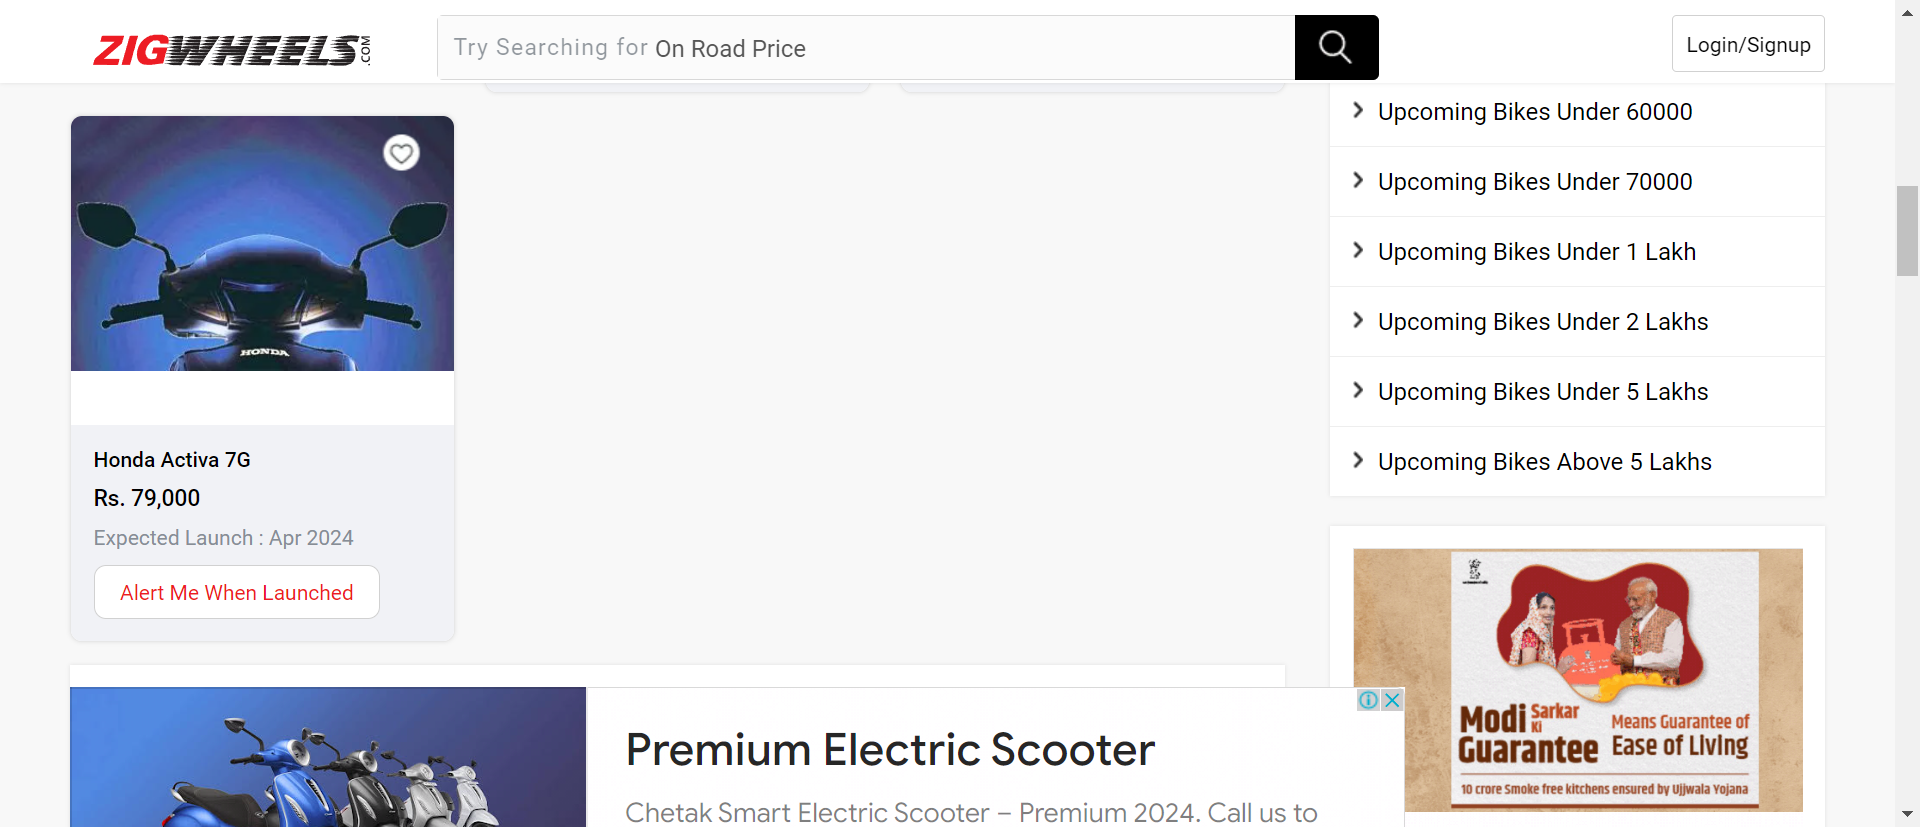 ZIGWHEELS.COM
Try Searching for On Road Price
Login/Signup
HONDA
Honda Activa 7G
Rs. 79,000
Expected Launch : Apr 2024
Alert Me When Launched
Upcoming Bikes Under 60000
Upcoming Bikes Under 70000
Upcoming Bikes Under 1 Lakh
Upcoming Bikes Under 2 Lakhs
Upcoming Bikes Under 5 Lakhs
Upcoming Bikes Above 5 Lakhs
Modi Sarkar
Ki
Guarantee
Means Guarantee of
Ease of Living
10 crore Smoke free kitchens ensured by Ujjwala Yojana
Premium Electric Scooter
Chetak Smart Electric Scooter – Premium 2024. Call us to